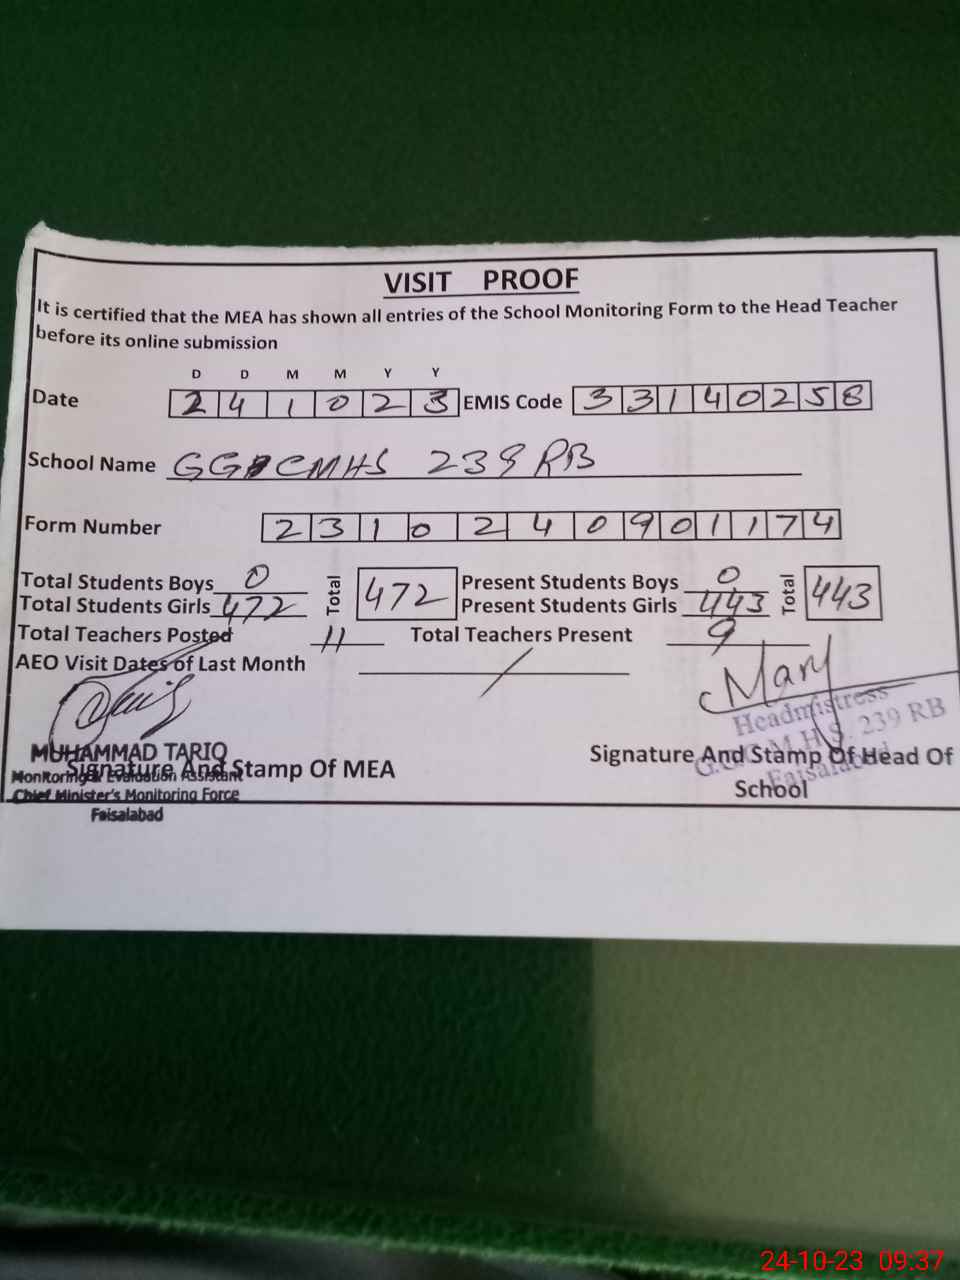 VISIT PROOF
It is certified that the MEA has shown all entries of the School Monitoring Form to the Head Teacher
before its online submission
D D M M Y Y
Date 2 4 1 0 2 3 EMIS Code 3 3 1 4 0 2 5 8
School Name GGCMHS 239 RB
Form Number 2 3 1 0 2 4 0 9 0 1 1 7 4
Total Students Boys 0 Total 472 Present Students Boys 0 Total 443
Total Students Girls 472 Present Students Girls 443
Total Teachers Posted 11 Total Teachers Present 9
AEO Visit Dates of Last Month /
Headmistress
H.S. 239 RB
Faisalabad
MUHAMMAD TARIQ
Monitoring & Evaluation Assistant
Chief Minister's Monitoring Force
Faisalabad
Signature And Stamp Of MEA
Signature And Stamp Of Head Of
School
24-10-23 09:37